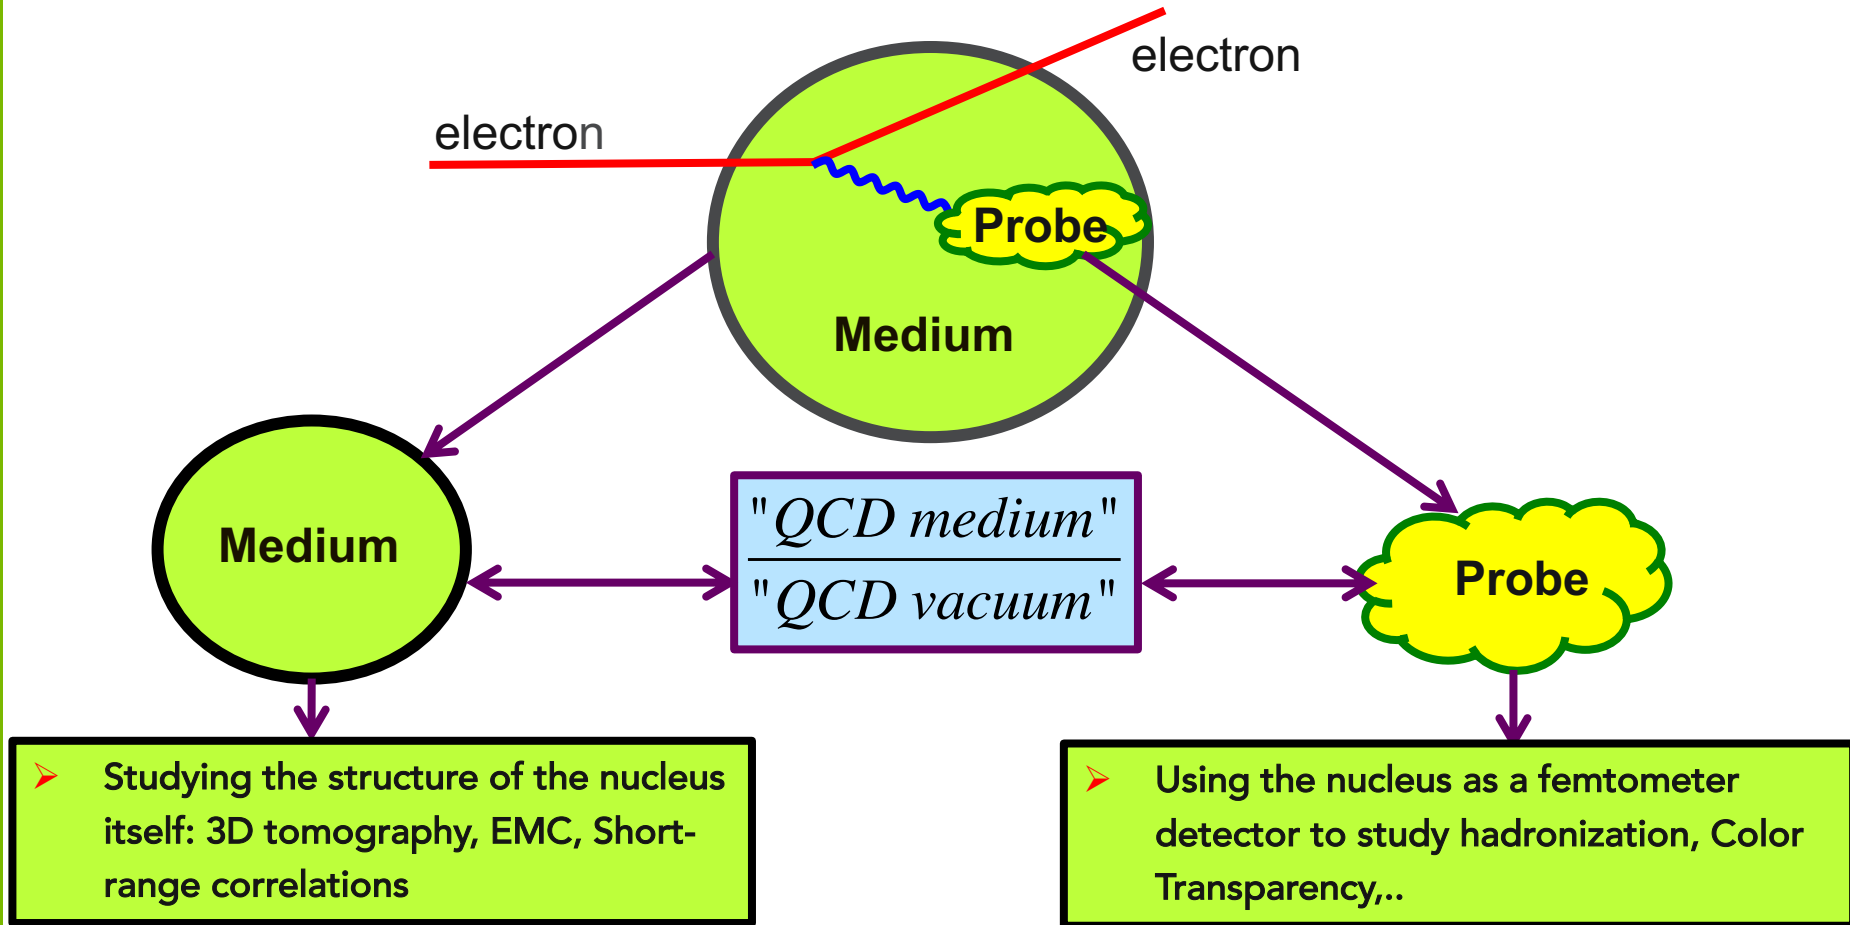 electron
electron
Probe
Medium
Medium
"QCD medium"
"QCD vacuum"
Probe
Studying the structure of the nucleus
itself: 3D tomography, EMC, Short-
range correlations
Using the nucleus as a femtometer
detector to study hadronization, Color
Transparency,..